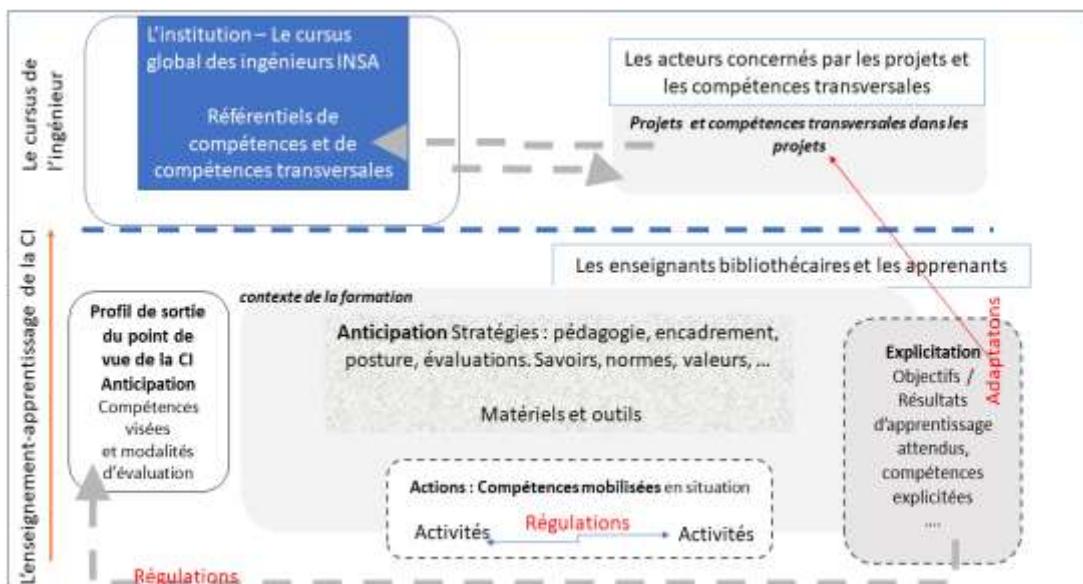 Le cursus de
l'ingénieur
L'institution – Le cursus
global des ingénieurs INSA
Référentiels de
compétences et de
compétences transversales
Les acteurs concernés par les projets et
les compétences transversales
Projets et compétences transversales dans les
projets
L'enseignement-apprentissage de la CI
Les enseignants bibliothécaires et les apprenants
contexte de la formation
Profil de sortie
du point de
vue de la CI
Anticipation
Compétences
visées
et modalités
d'évaluation
Anticipation Stratégies : pédagogie, encadrement,
posture, évaluations. Savoirs, normes, valeurs, ...
Matériels et outils
Actions : Compétences mobilisées en situation
Activités
Régulations
Activités
Explicitation
Objectifs /
Résultats
d'apprentissage
attendus,
compétences
explicitées
....
Adaptatons
Régulations